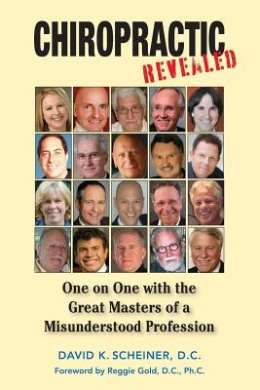 CHIROPRACTIC
REVEALED
One on One with the
Great Masters of a
Misunderstood Profession
DAVID K. SCHEINER, D.C.
Foreword by Reggie Gold, D.C., Ph.C.